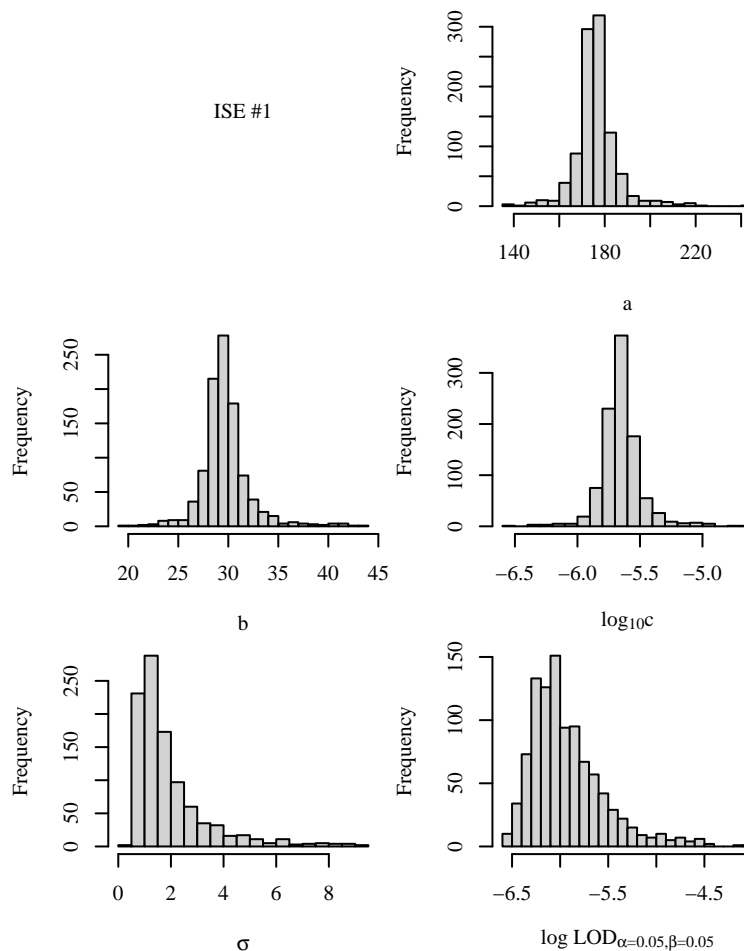 ISE #1
Frequency
0 100 200 300
140 180 220
a
Frequency
0 50 150 250
20 25 30 35 40 45
b
Frequency
0 100 200 300
−6.5 −6.0 −5.5 −5.0
log₁₀c
Frequency
0 50 150 250
0 2 4 6 8
σ
Frequency
0 50 100 150
−6.5 −5.5 −4.5
log LOD α=0.05,β=0.05